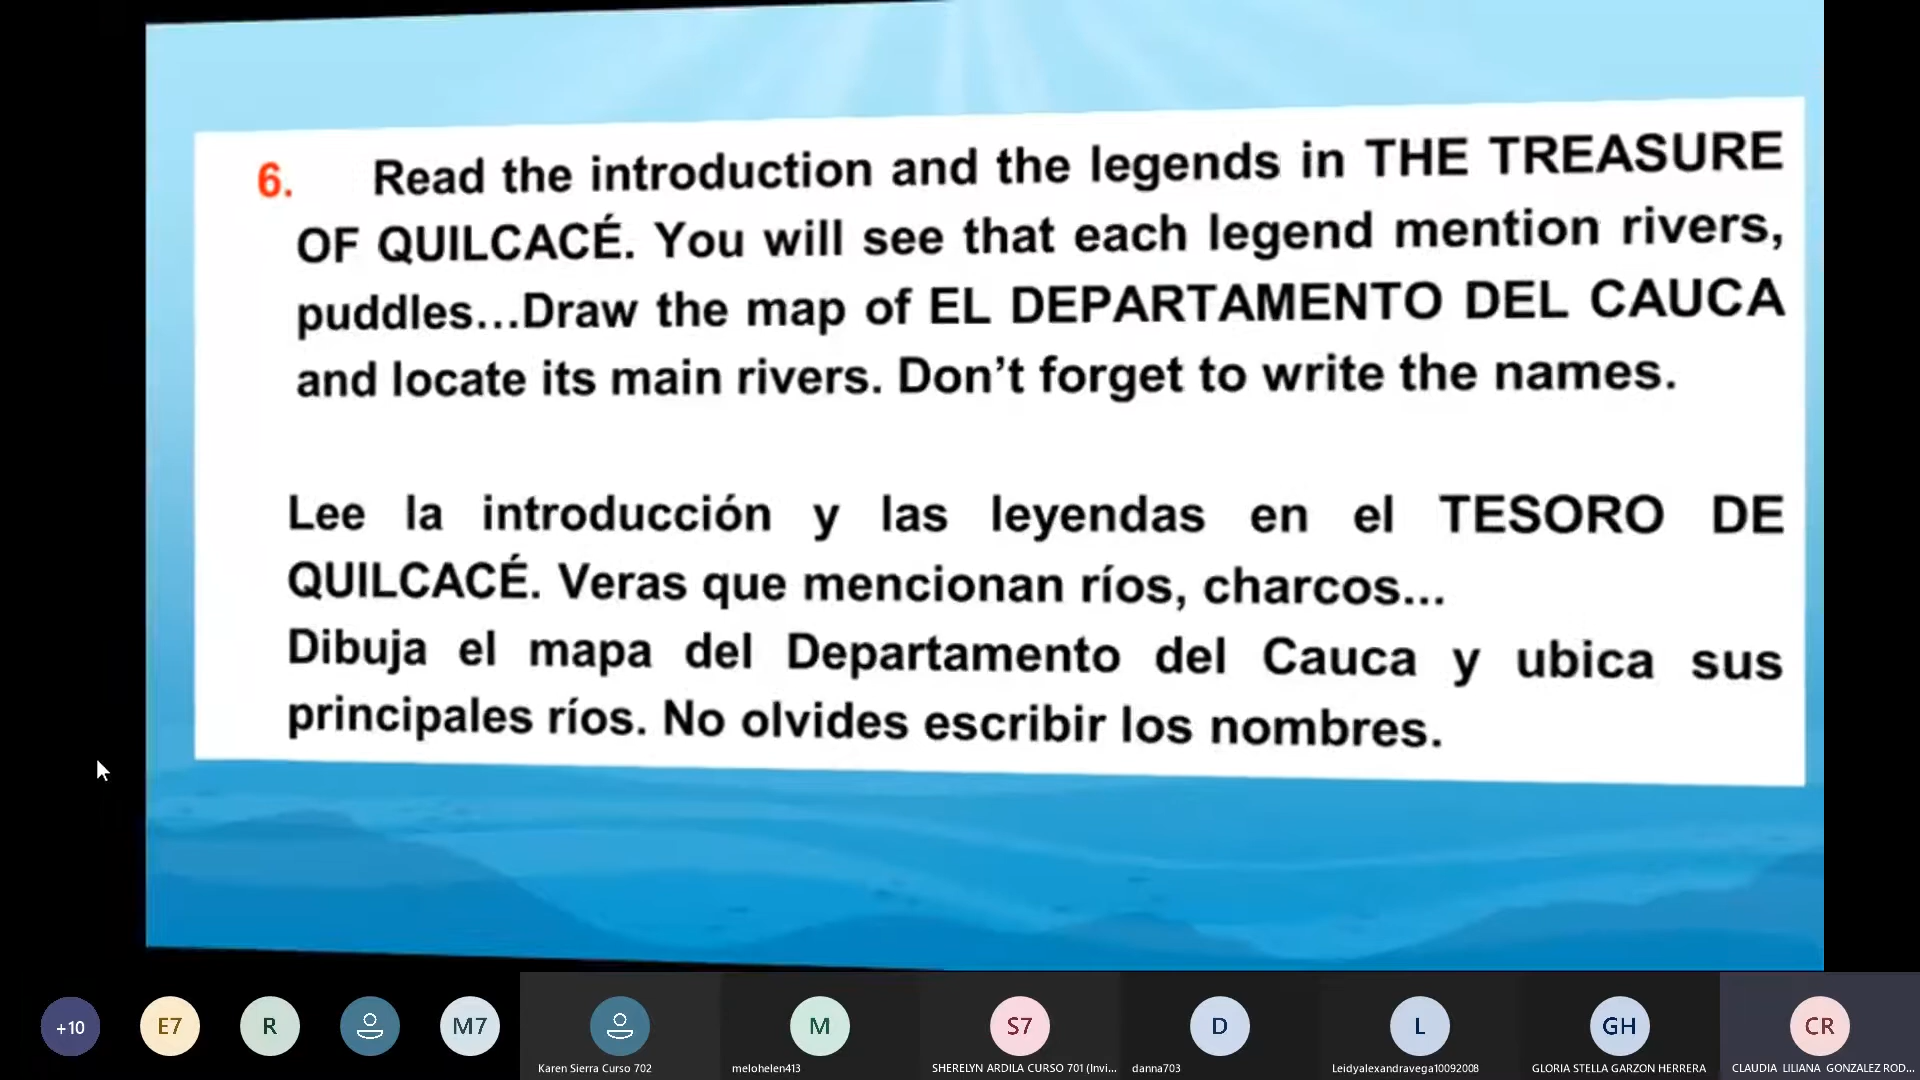 6. Read the introduction and the legends in THE TREASURE
OF QUILCACÉ. You will see that each legend mention rivers,
puddles...Draw the map of EL DEPARTAMENTO DEL CAUCA
and locate its main rivers. Don't forget to write the names.
Lee la introducción y las leyendas en el TESORO DE
QUILCACÉ. Veras que mencionan ríos, charcos...
Dibuja el mapa del Departamento del Cauca y ubica sus
principales ríos. No olvides escribir los nombres.
+10 E7 R M7 M S7 D L GH CR
Karen Sierra Curso 702 melohelen413 SHERELYN ARDILA CURSO 701 (Invi... danna703 Leidyalexandravega10092008 GLORIA STELLA GARZON HERRERA CLAUDIA LILIANA GONZALEZ ROD...